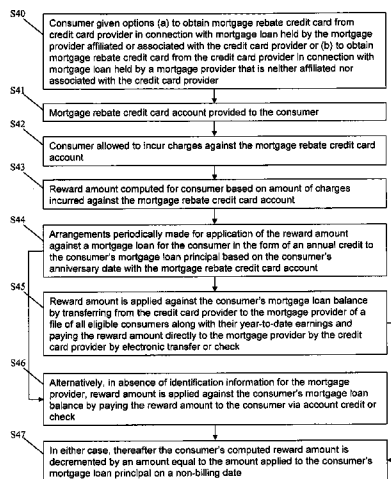 S40
Consumer given options (a) to obtain mortgage rebate credit card from
credit card provider in connection with mortgage loan held by the mortgage
provider affiliated or associated with the credit card provider or (b) to obtain
mortgage rebate credit card from the credit card provider in connection with
mortgage loan held by a mortgage provider that is neither affiliated nor
associated with the credit card provider
S41
Mortgage rebate credit card account provided to the consumer
S42
Consumer allowed to incur charges against the mortgage rebate credit card
account
S43
Reward amount computed for consumer based on amount of charges
incurred against the mortgage rebate credit card account
S44
Arrangements periodically made for application of the reward amount
against a mortgage loan for the consumer in the form of an annual credit to
the consumer's mortgage loan principal based on the consumer's
anniversary date with the mortgage rebate credit card account
S45
Reward amount is applied against the consumer's mortgage loan balance
by transferring from the credit card provider to the mortgage provider of a
file of all eligible consumers along with their year-to-date earnings and
paying the reward amount directly to the mortgage provider by the credit
card provider by electronic transfer or check
S46
Alternatively, in absence of identification information for the mortgage
provider, reward amount is applied against the consumer's mortgage loan
balance by paying the reward amount to the consumer via account credit or
check
S47
In either case, thereafter the consumer's computed reward amount is
decremented by an amount equal to the amount applied to the consumer's
mortgage loan principal on a non-billing date